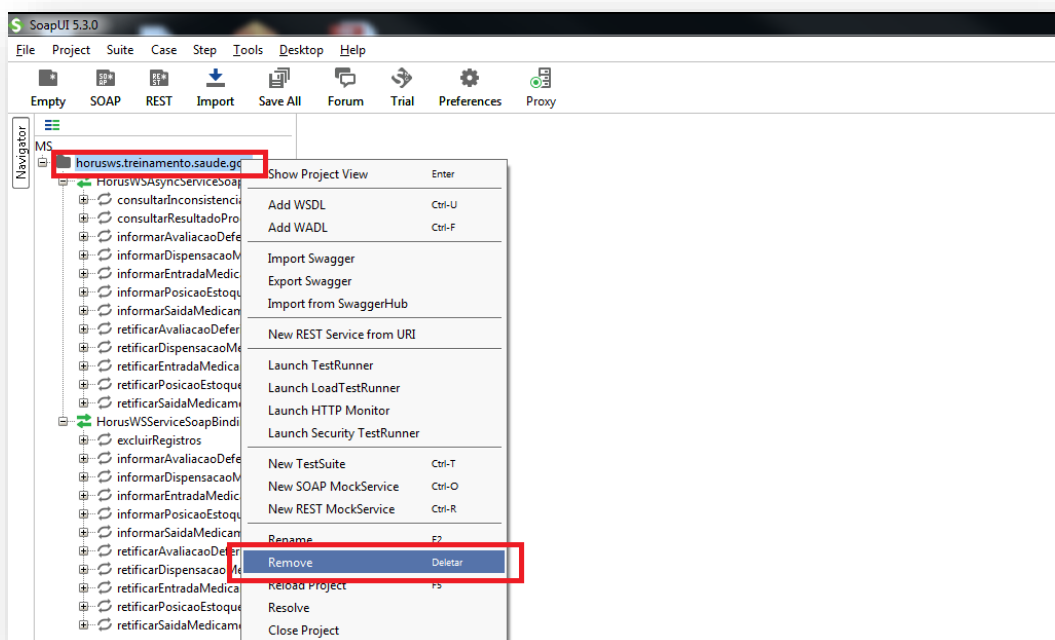 SoapUI 5.3.0
File Project Suite Case Step Tools Desktop Help
Empty SOAP REST Import Save All Forum Trial Preferences Proxy
Navigator
MS
horusws.treinamento.saude.go
HorusWSAsyncServiceSoap
consultarInconsistencia
consultarResultadoPro
informarAvaliacaoDefe
informarDispensacaoM
informarEntradaMedic
informarPosicaoEstoqu
informarSaidaMedicam
retificarAvaliacaoDefer
retificarDispensacaoMe
retificarEntradaMedica
retificarPosicaoEstoque
retificarSaidaMedicame
HorusWSServiceSoapBindi
excluirRegistros
informarAvaliacaoDefe
informarDispensacaoM
informarEntradaMedic
informarPosicaoEstoqu
informarSaidaMedicam
retificarAvaliacaoDefer
retificarDispensacaoMe
retificarEntradaMedica
retificarPosicaoEstoque
retificarSaidaMedicame
Show Project View Enter
Add WSDL Ctrl-U
Add WADL Ctrl-F
Import Swagger
Export Swagger
Import from SwaggerHub
New REST Service from URI
Launch TestRunner
Launch LoadTestRunner
Launch HTTP Monitor
Launch Security TestRunner
New TestSuite Ctrl-T
New SOAP MockService Ctrl-O
New REST MockService Ctrl-R
Rename F2
Remove Deletar
Reload Project F5
Resolve
Close Project